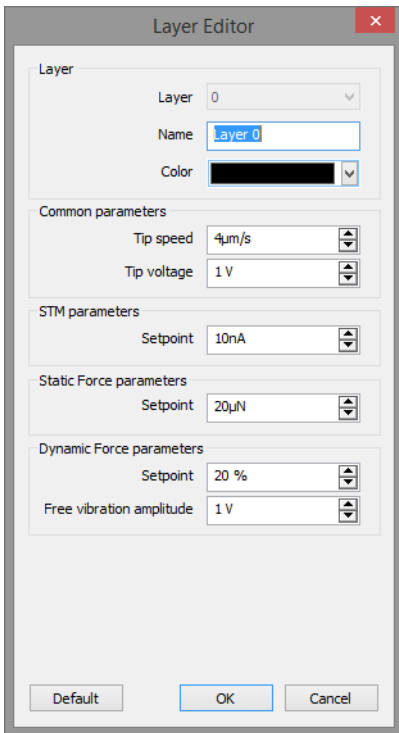 Layer Editor
Layer
Layer 0
Name Layer 0
Color
Common parameters
Tip speed 4µm/s
Tip voltage 1 V
STM parameters
Setpoint 10nA
Static Force parameters
Setpoint 20µN
Dynamic Force parameters
Setpoint 20 %
Free vibration amplitude 1 V
Default OK Cancel